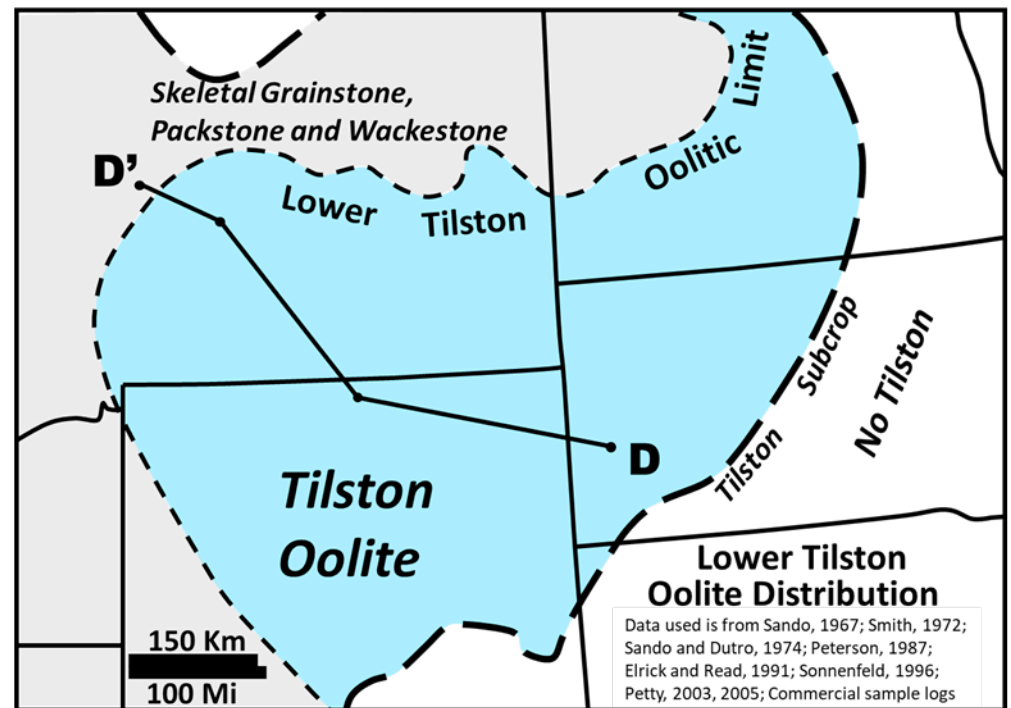 Skeletal Grainstone,
Packstone and Wackestone
Limit
Oolitic
D’
Lower
Tilston
Subcrop
No Tilston
D
Tilston
Tilston
Oolite
Lower Tilston
Oolite Distribution
Data used is from Sando, 1967; Smith, 1972;
Sando and Dutro, 1974; Peterson, 1987;
Elrick and Read, 1991; Sonnenfeld, 1996;
Petty, 2003, 2005; Commercial sample logs
150 Km
100 Mi